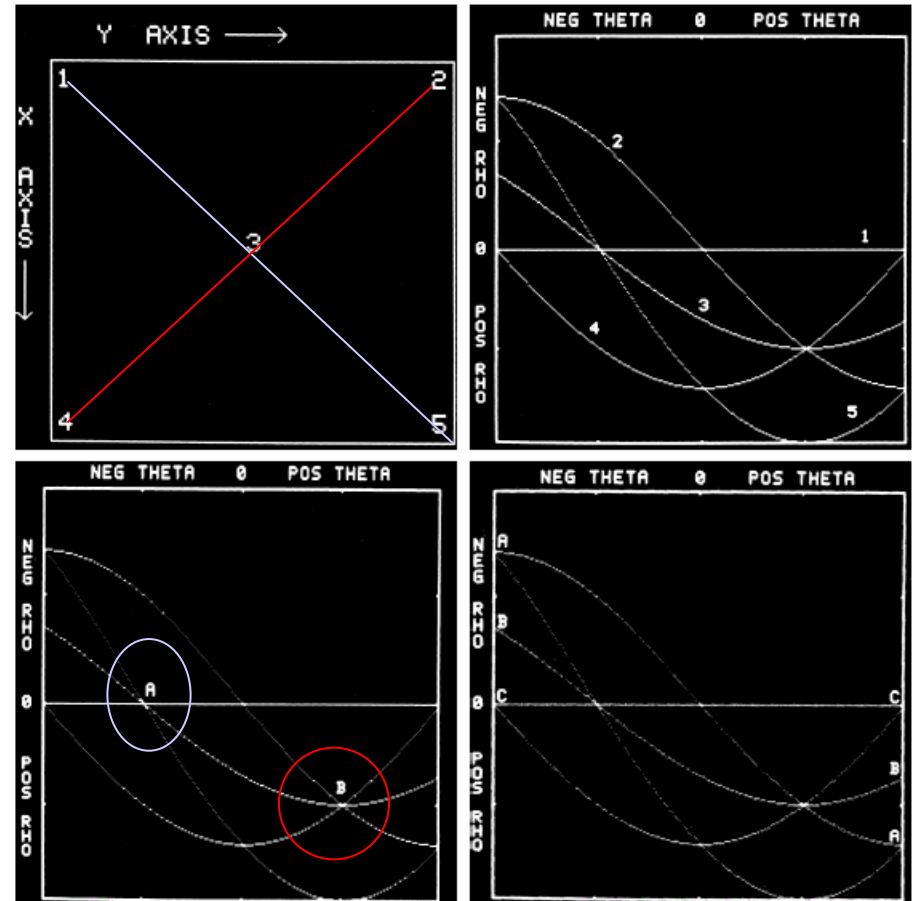 Y AXIS
1
2
X AXIS
3
4
5
NEG THETA 0 POS THETA
NEG RHO
2
1
0
3
4
POS RHO
5
NEG THETA 0 POS THETA
NEG RHO
A
0
B
POS RHO
NEG THETA 0 POS THETA
A
NEG RHO
B
0
C
C
B
POS RHO
A